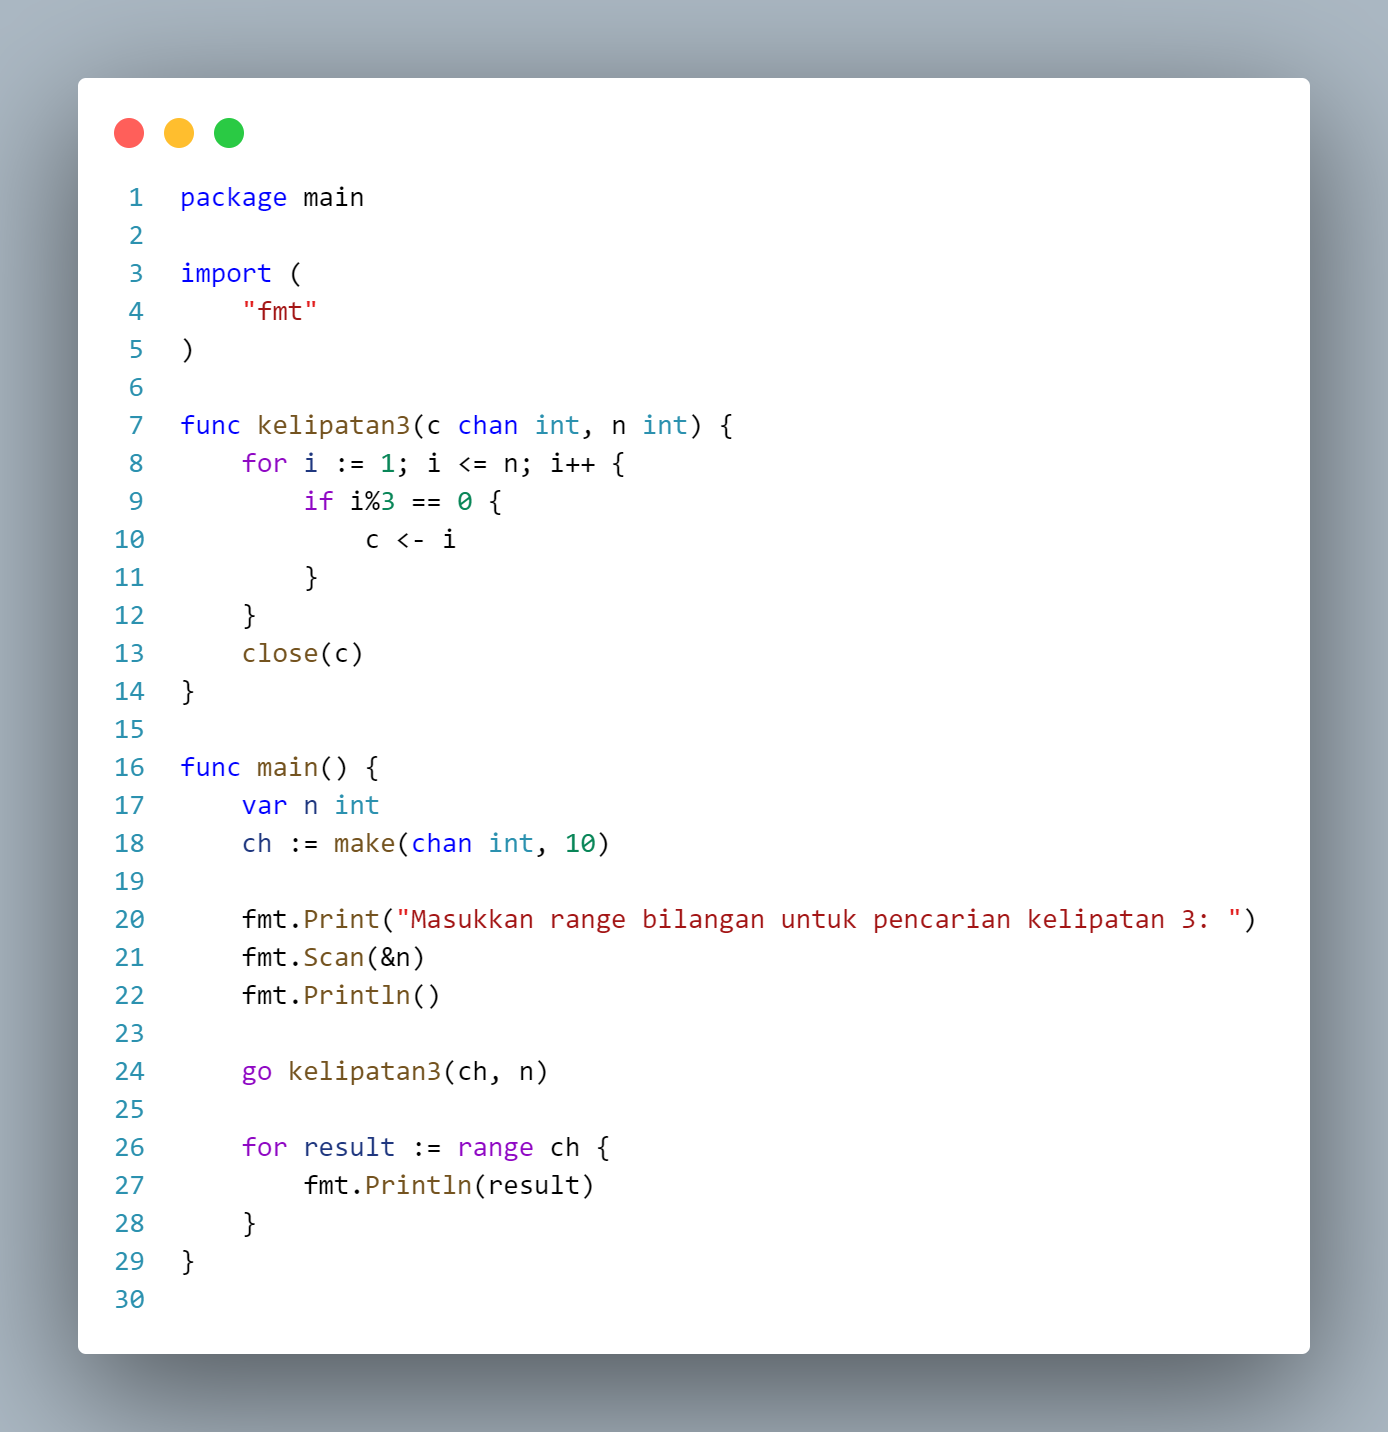 1 package main
2
3 import (
4     "fmt"
5 )
6
7 func kelipatan3(c chan int, n int) {
8     for i := 1; i <= n; i++ {
9         if i%3 == 0 {
10             c <- i
11         }
12     }
13     close(c)
14 }
15
16 func main() {
17     var n int
18     ch := make(chan int, 10)
19
20     fmt.Print("Masukkan range bilangan untuk pencarian kelipatan 3: ")
21     fmt.Scan(&n)
22     fmt.Println()
23
24     go kelipatan3(ch, n)
25
26     for result := range ch {
27         fmt.Println(result)
28     }
29 }
30